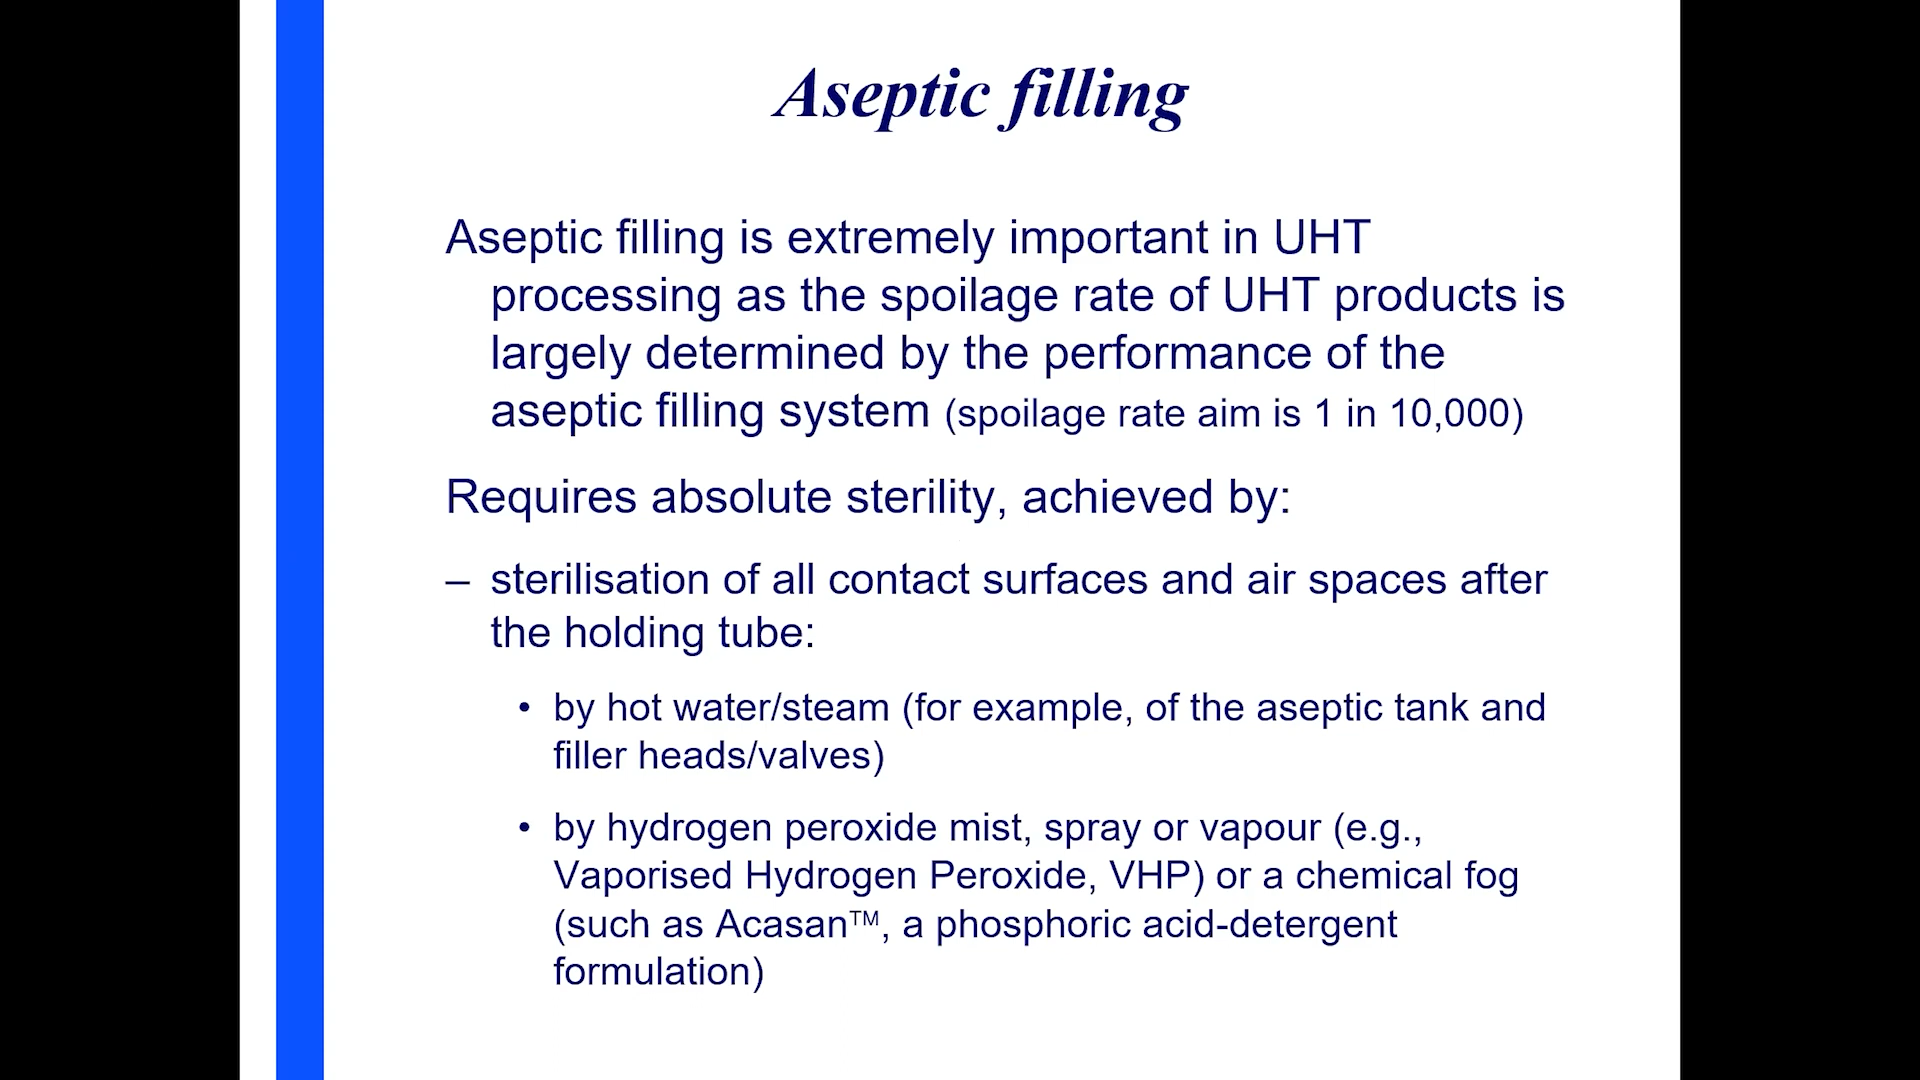 Aseptic filling
Aseptic filling is extremely important in UHT
processing as the spoilage rate of UHT products is
largely determined by the performance of the
aseptic filling system (spoilage rate aim is 1 in 10,000)
Requires absolute sterility, achieved by:
– sterilisation of all contact surfaces and air spaces after
the holding tube:
• by hot water/steam (for example, of the aseptic tank and
filler heads/valves)
• by hydrogen peroxide mist, spray or vapour (e.g.,
Vaporised Hydrogen Peroxide, VHP) or a chemical fog
(such as Acasan™, a phosphoric acid-detergent
formulation)